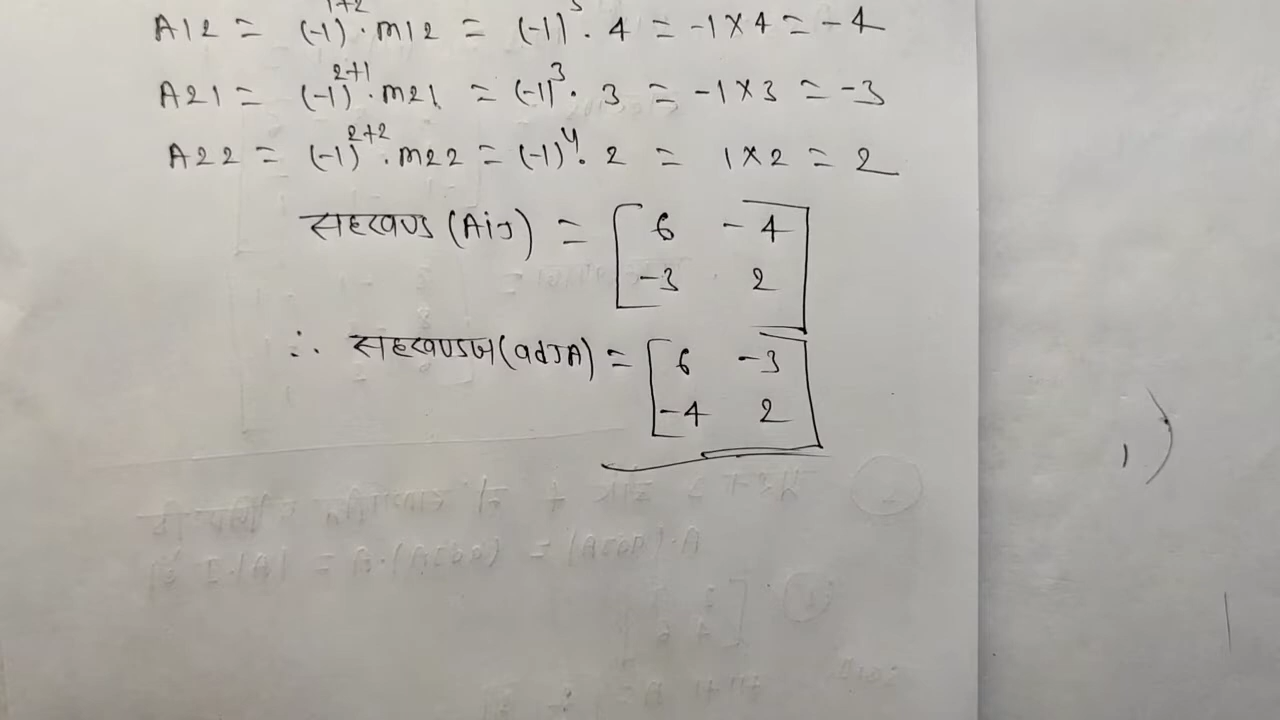 A12 = (-1)¹⁺² · m12 = (-1)³ · 4 = -1×4 = -4
A21 = (-1)²⁺¹ · m21 = (-1)³ · 3 = -1×3 = -3
A22 = (-1)²⁺² · m22 = (-1)⁴ · 2 = 1×2 = 2
सहखण्ड (Aij) = [6 -4
-3 2]
∴ सहखण्डज (adJA) = [6 -3
-4 2]